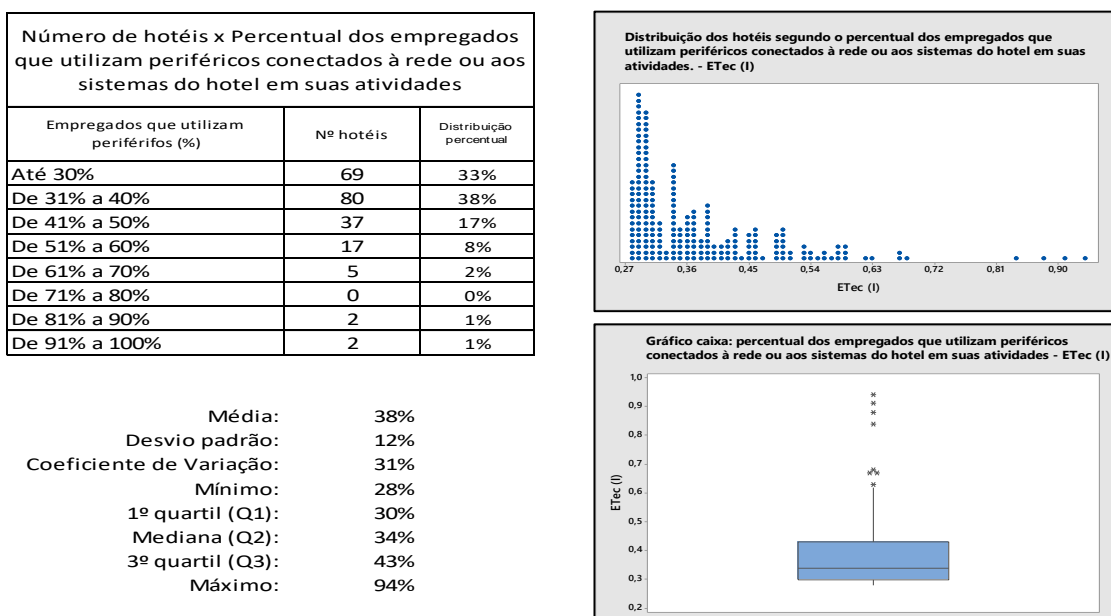 Número de hotéis x Percentual dos empregados
que utilizam periféricos conectados à rede ou aos
sistemas do hotel em suas atividades
Empregados que utilizam
periférifos (%)
Nº hotéis
Distribuição
percentual
Até 30% 69 33%
De 31% a 40% 80 38%
De 41% a 50% 37 17%
De 51% a 60% 17 8%
De 61% a 70% 5 2%
De 71% a 80% 0 0%
De 81% a 90% 2 1%
De 91% a 100% 2 1%
Média: 38%
Desvio padrão: 12%
Coeficiente de Variação: 31%
Mínimo: 28%
1º quartil (Q1): 30%
Mediana (Q2): 34%
3º quartil (Q3): 43%
Máximo: 94%
Distribuição dos hotéis segundo o percentual dos empregados que
utilizam periféricos conectados à rede ou aos sistemas do hotel em suas
atividades. - ETec (I)
0,27 0,36 0,45 0,54 0,63 0,72 0,81 0,90
ETec (I)
Gráfico caixa: percentual dos empregados que utilizam periféricos
conectados à rede ou aos sistemas do hotel em suas atividades - ETec (I)
1,0
0,9
0,8
0,7
0,6
0,5
0,4
0,3
0,2
ETec (I)